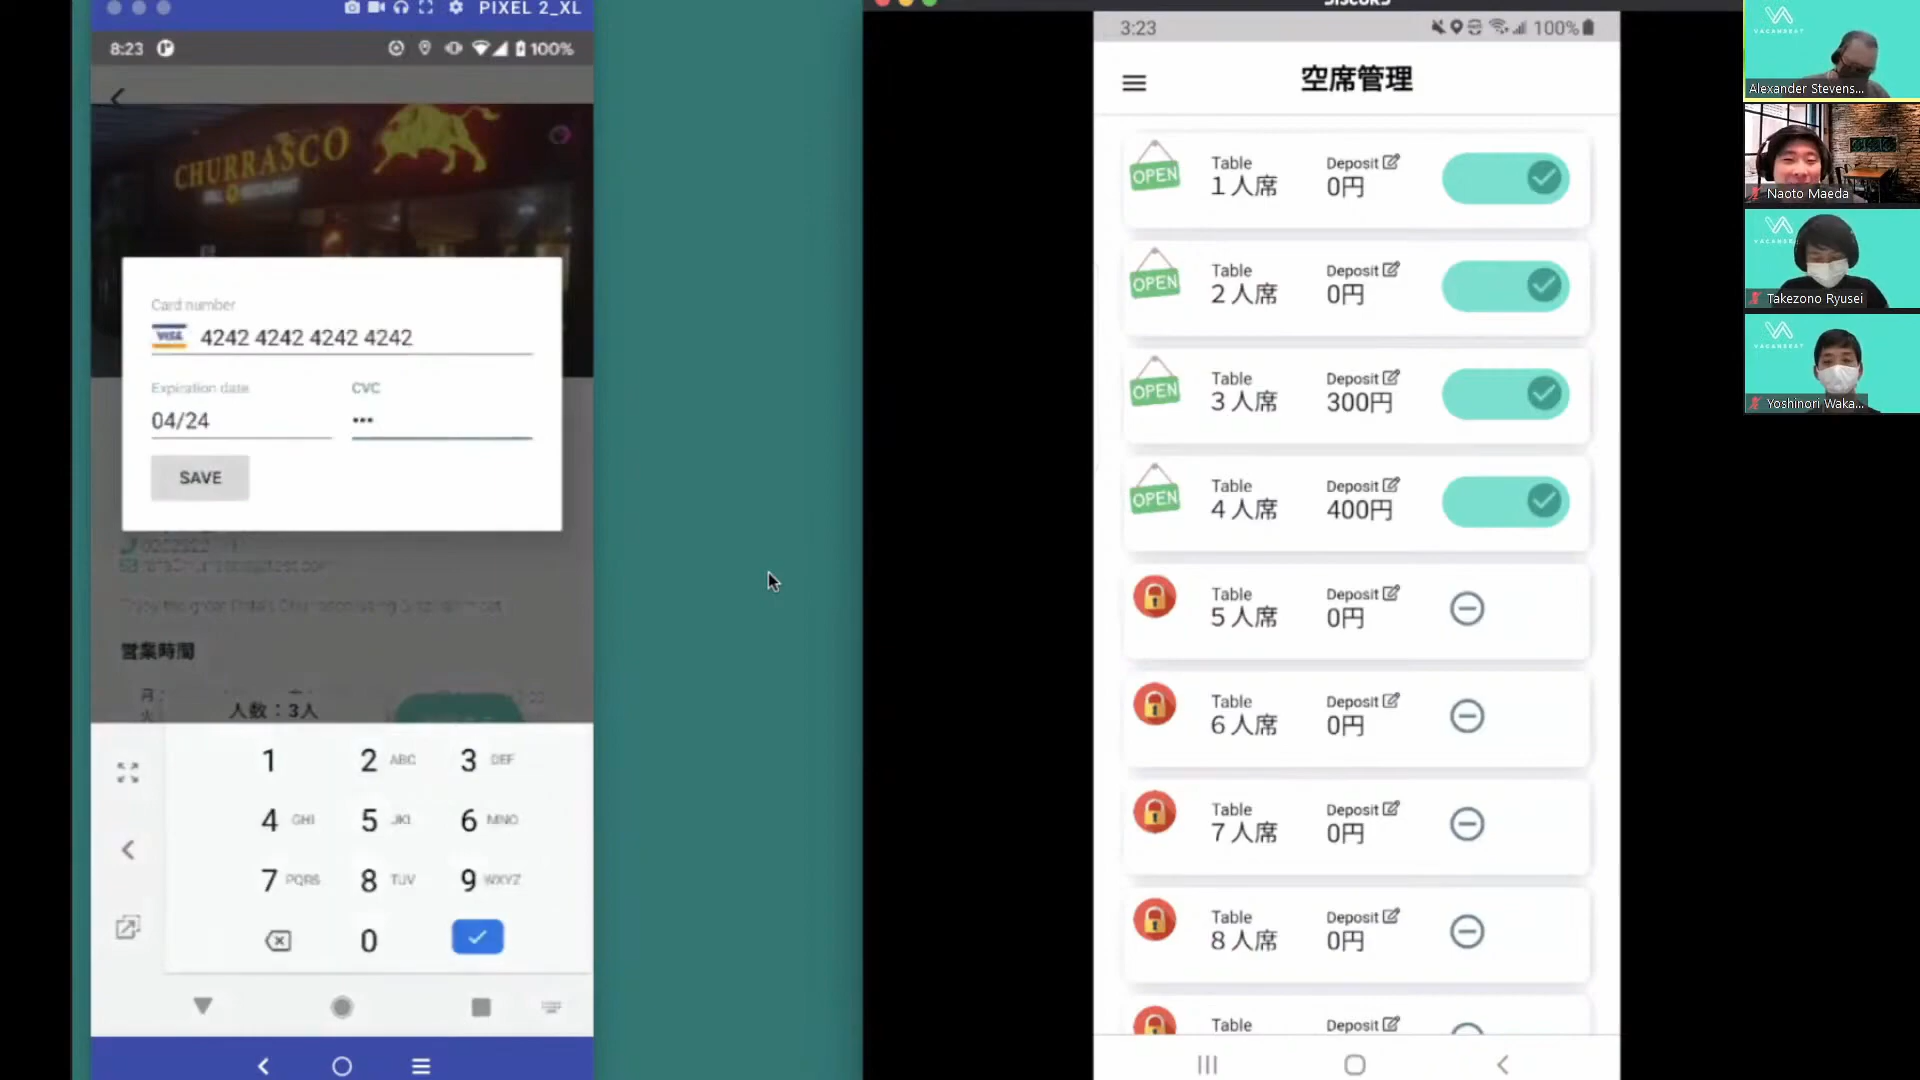 PIXEL 2_XL
8:23
100%
CHURRASCO
Card number
VISA
4242 4242 4242 4242
Expiration date
CVC
04/24
•••
SAVE
営業時間
月:
火
人数：3人
1
2 ABC
3 DEF
4 GHI
5 JKL
6 MNO
7 PQRS
8 TUV
9 WXYZ
0
3:23
100%
空席管理
OPEN
Table
1人席
Deposit
0円
OPEN
Table
2人席
Deposit
0円
OPEN
Table
3人席
Deposit
300円
OPEN
Table
4人席
Deposit
400円
Table
5人席
Deposit
0円
Table
6人席
Deposit
0円
Table
7人席
Deposit
0円
Table
8人席
Deposit
0円
Table
Deposit
VACANSEAT
Alexander Stevens...
Naoto Maeda
VACANSEAT
Takezono Ryusei
VACANSEAT
Yoshinori Waka...